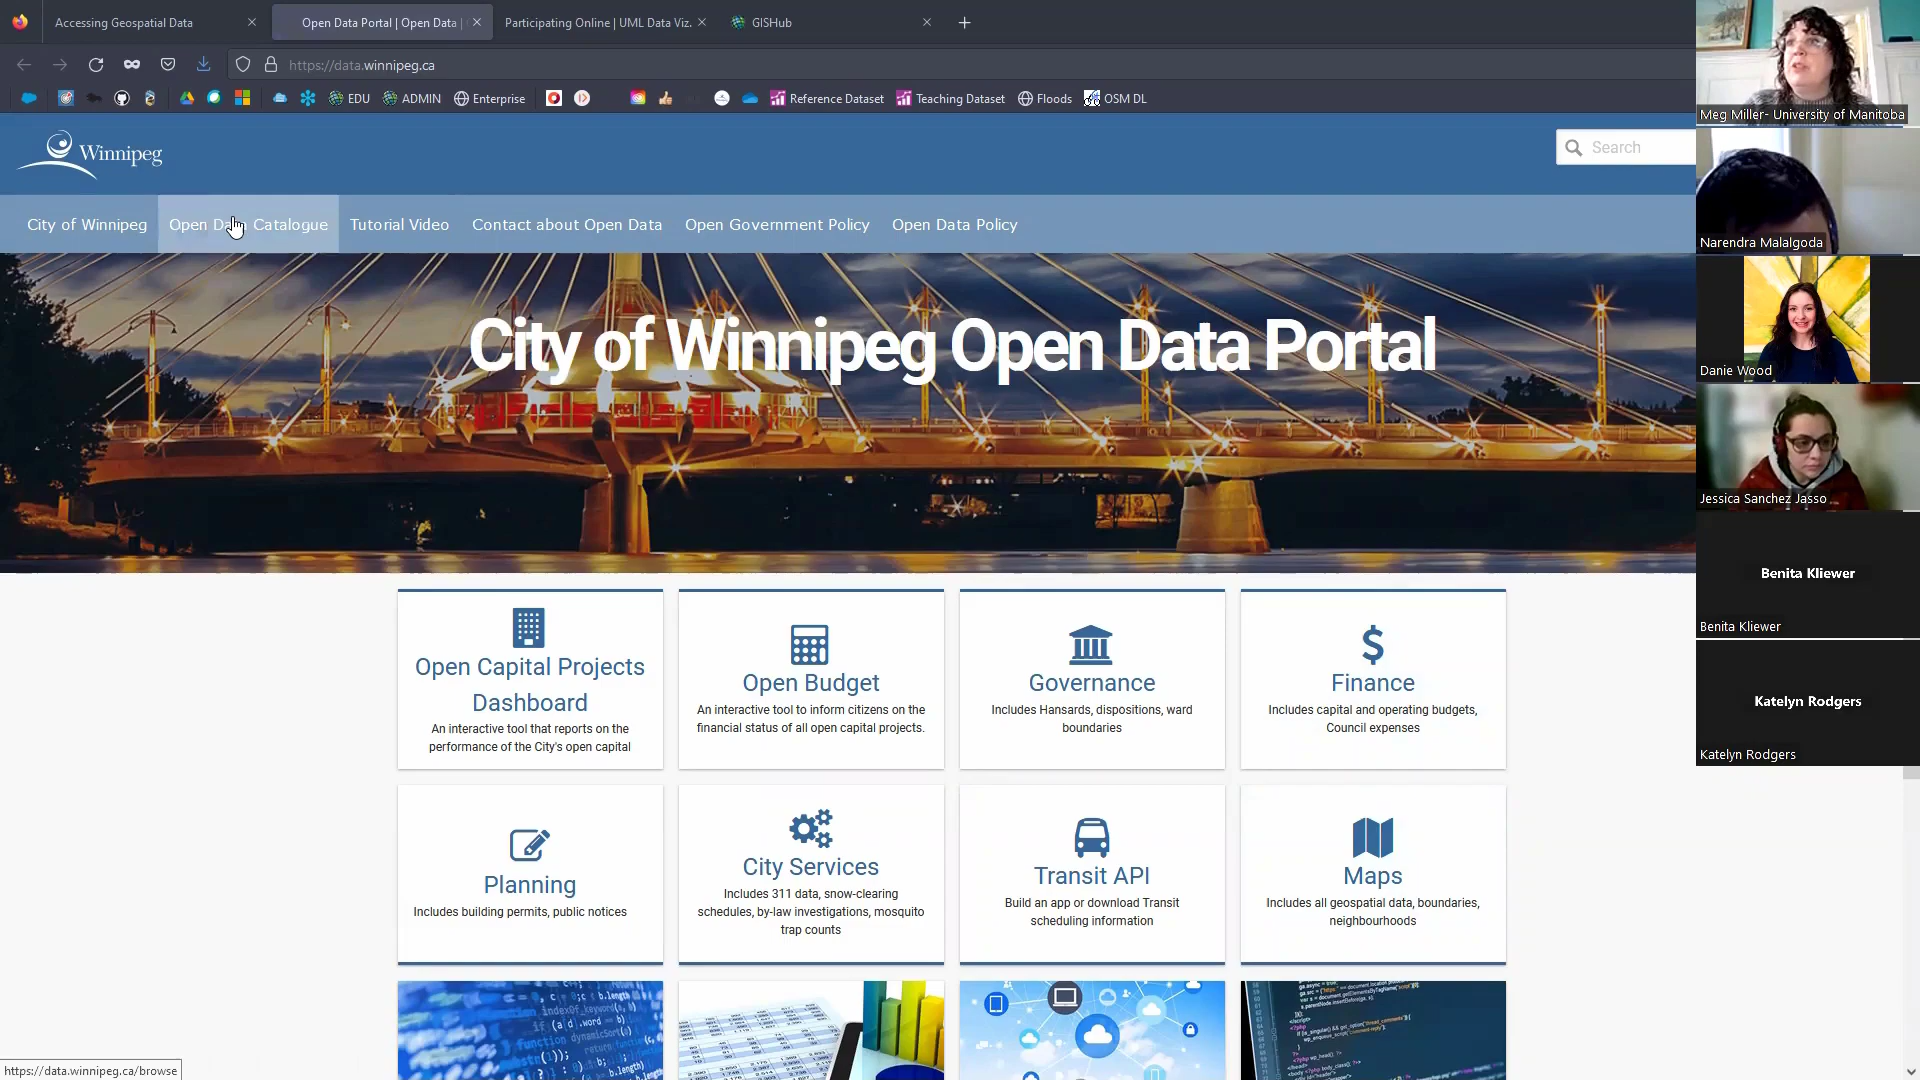 Accessing Geospatial Data
Open Data Portal | Open Data |
Participating Online | UML Data Viz.
GISHub
https://data.winnipeg.ca
EDU
ADMIN
Enterprise
Reference Dataset
Teaching Dataset
Floods
OSM DL
Winnipeg
Search
City of Winnipeg
Open Data Catalogue
Tutorial Video
Contact about Open Data
Open Government Policy
Open Data Policy
City of Winnipeg Open Data Portal
Open Capital Projects
Dashboard
An interactive tool that reports on the
performance of the City's open capital
Open Budget
An interactive tool to inform citizens on the
financial status of all open capital projects.
Governance
Includes Hansards, dispositions, ward
boundaries
Finance
Includes capital and operating budgets,
Council expenses
Planning
Includes building permits, public notices
City Services
Includes 311 data, snow-clearing
schedules, by-law investigations, mosquito
trap counts
Transit API
Build an app or download Transit
scheduling information
Maps
Includes all geospatial data, boundaries,
neighbourhoods
https://data.winnipeg.ca/browse
Meg Miller- University of Manitoba
Narendra Malalgoda
Danie Wood
Jessica Sanchez Jasso
Benita Kliewer
Benita Kliewer
Katelyn Rodgers
Katelyn Rodgers